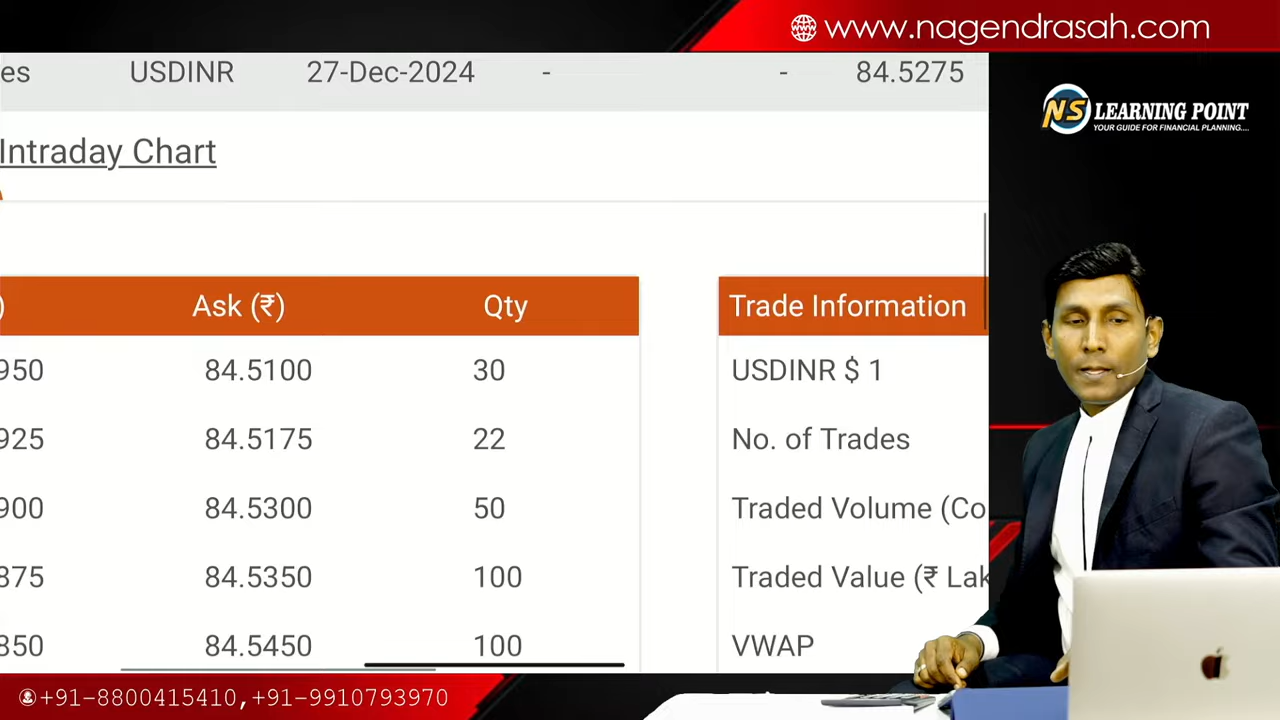 www.nagendrasah.com
es USDINR 27-Dec-2024 - - 84.5275
NS LEARNING POINT
YOUR GUIDE FOR FINANCIAL PLANNING....
Intraday Chart
) Ask (₹) Qty Trade Information
950 84.5100 30 USDINR $ 1
925 84.5175 22 No. of Trades
900 84.5300 50 Traded Volume (Co
875 84.5350 100 Traded Value (₹ Lak
850 84.5450 100 VWAP
+91-8800415410,+91-9910793970